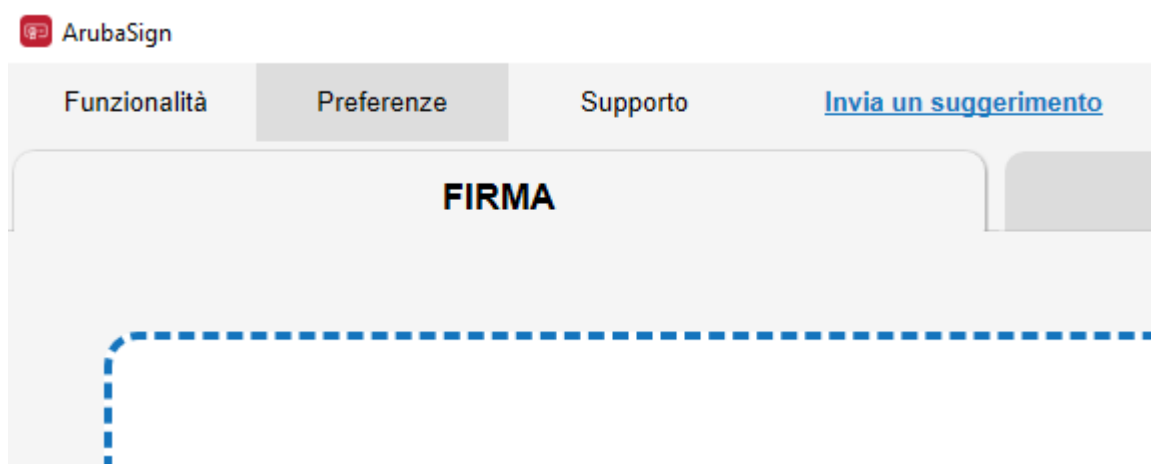 ArubaSign
Funzionalità Preferenze Supporto Invia un suggerimento
FIRMA